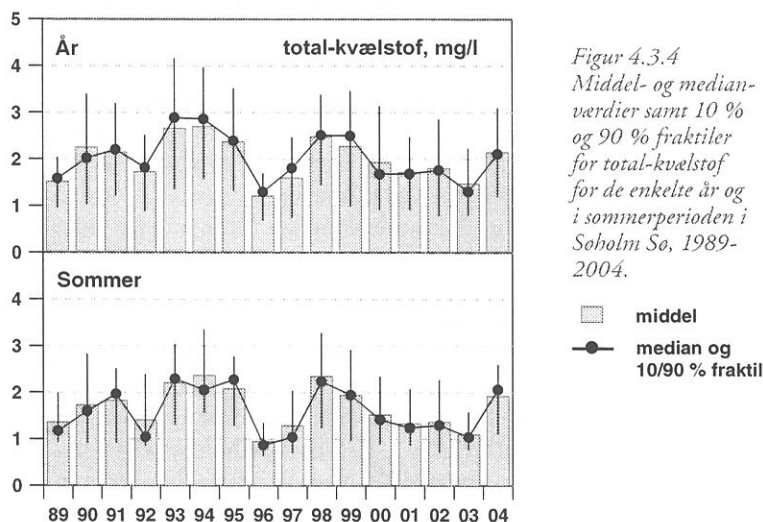 5
År
total-kvælstof, mg/l
4
3
2
1
0
Sommer
4
3
2
1
0
89 90 91 92 93 94 95 96 97 98 99 00 01 02 03 04
Figur 4.3.4
Middel- og median-
værdier samt 10 %
og 90 % fraktiler
for total-kvælstof
for de enkelte år og
i sommerperioden i
Søholm Sø, 1989-
2004.
middel
median og
10/90 % fraktil